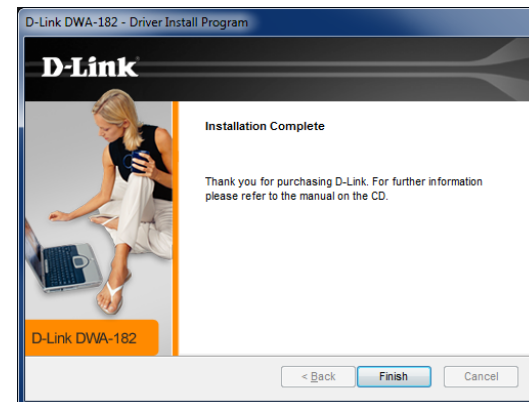 D-Link DWA-182 - Driver Install Program
D-Link
Installation Complete
Thank you for purchasing D-Link. For further information
please refer to the manual on the CD.
D-Link DWA-182
< Back
Finish
Cancel